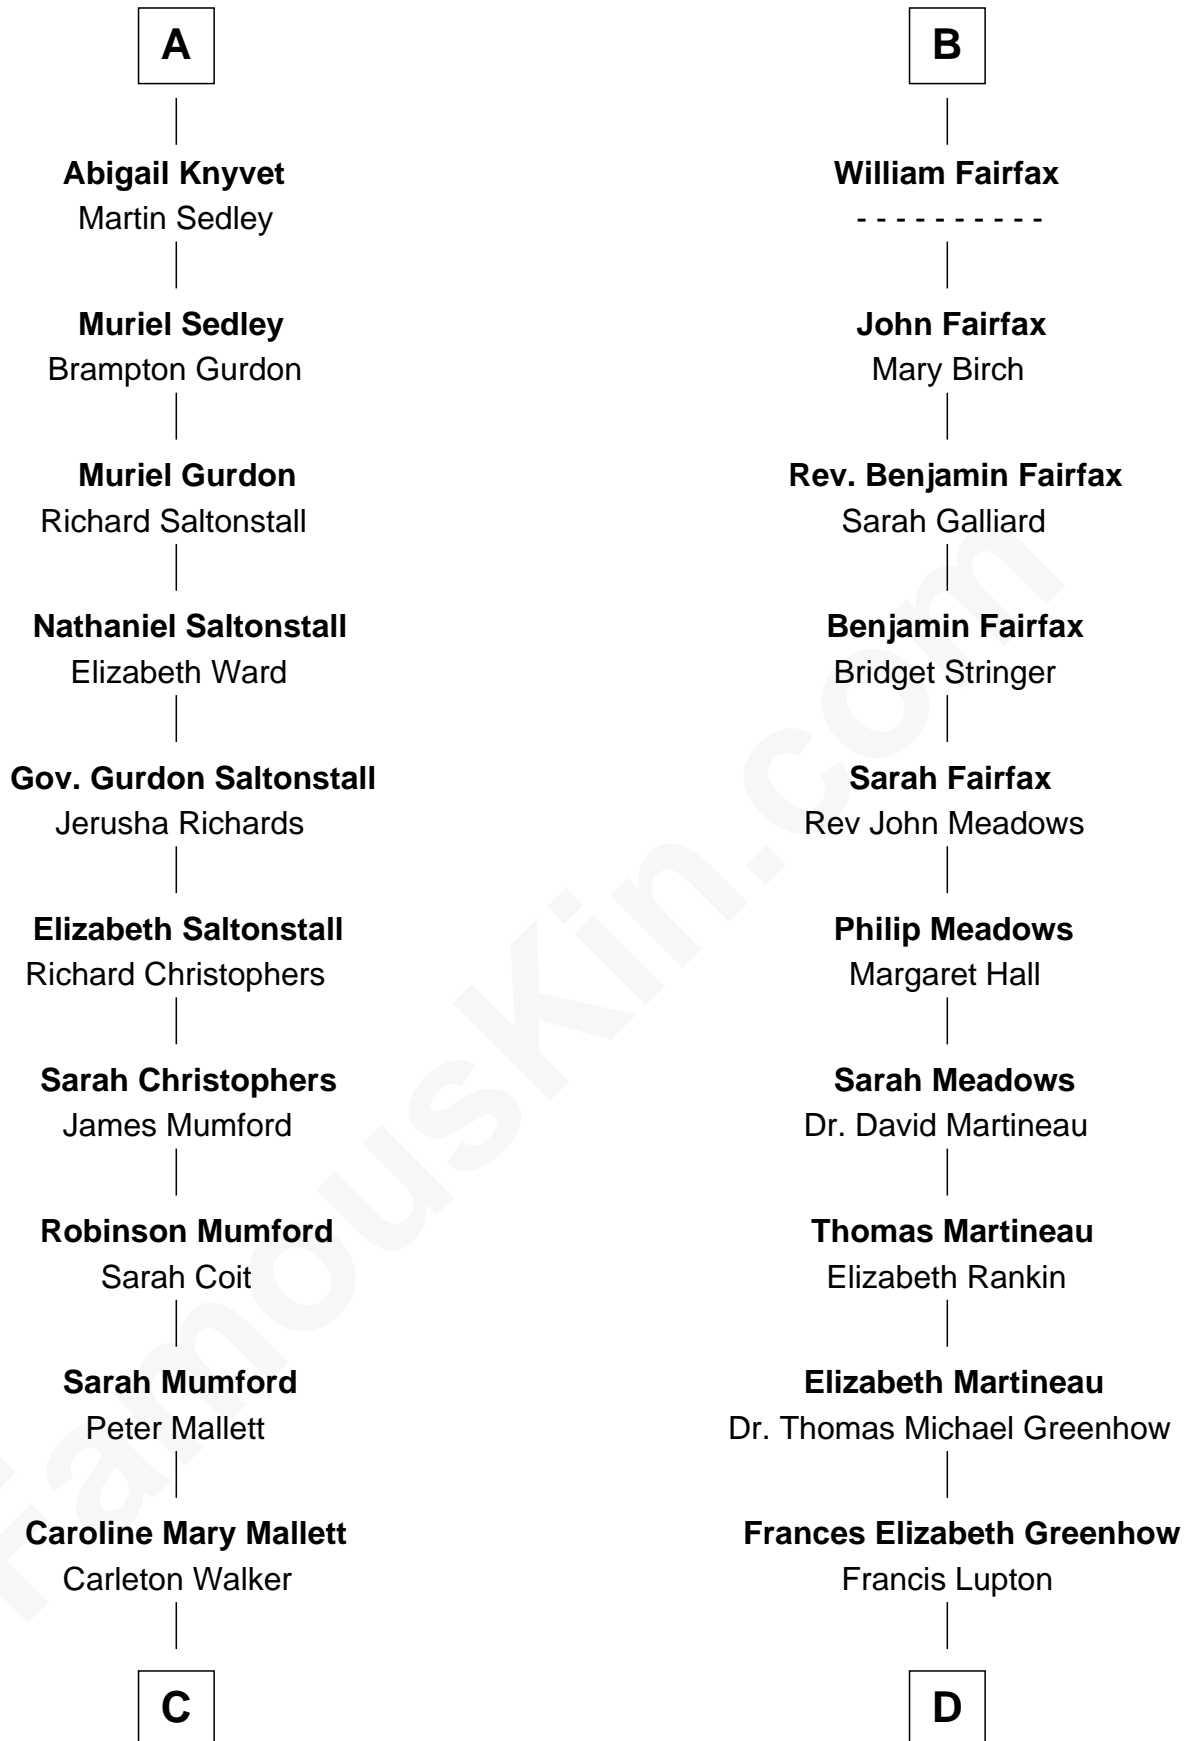 A
Abigail Knyvet
Martin Sedley
Muriel Sedley
Brampton Gurdon
Muriel Gurdon
Richard Saltonstall
Nathaniel Saltonstall
Elizabeth Ward
Gov. Gurdon Saltonstall
Jerusha Richards
Elizabeth Saltonstall
Richard Christophers
Sarah Christophers
James Mumford
Robinson Mumford
Sarah Coit
Sarah Mumford
Peter Mallett
Caroline Mary Mallett
Carleton Walker
C
B
William Fairfax
- - - - - - - - - -
John Fairfax
Mary Birch
Rev. Benjamin Fairfax
Sarah Galliard
Benjamin Fairfax
Bridget Stringer
Sarah Fairfax
Rev John Meadows
Philip Meadows
Margaret Hall
Sarah Meadows
Dr. David Martineau
Thomas Martineau
Elizabeth Rankin
Elizabeth Martineau
Dr. Thomas Michael Greenhow
Frances Elizabeth Greenhow
Francis Lupton
D
FamousKin.com